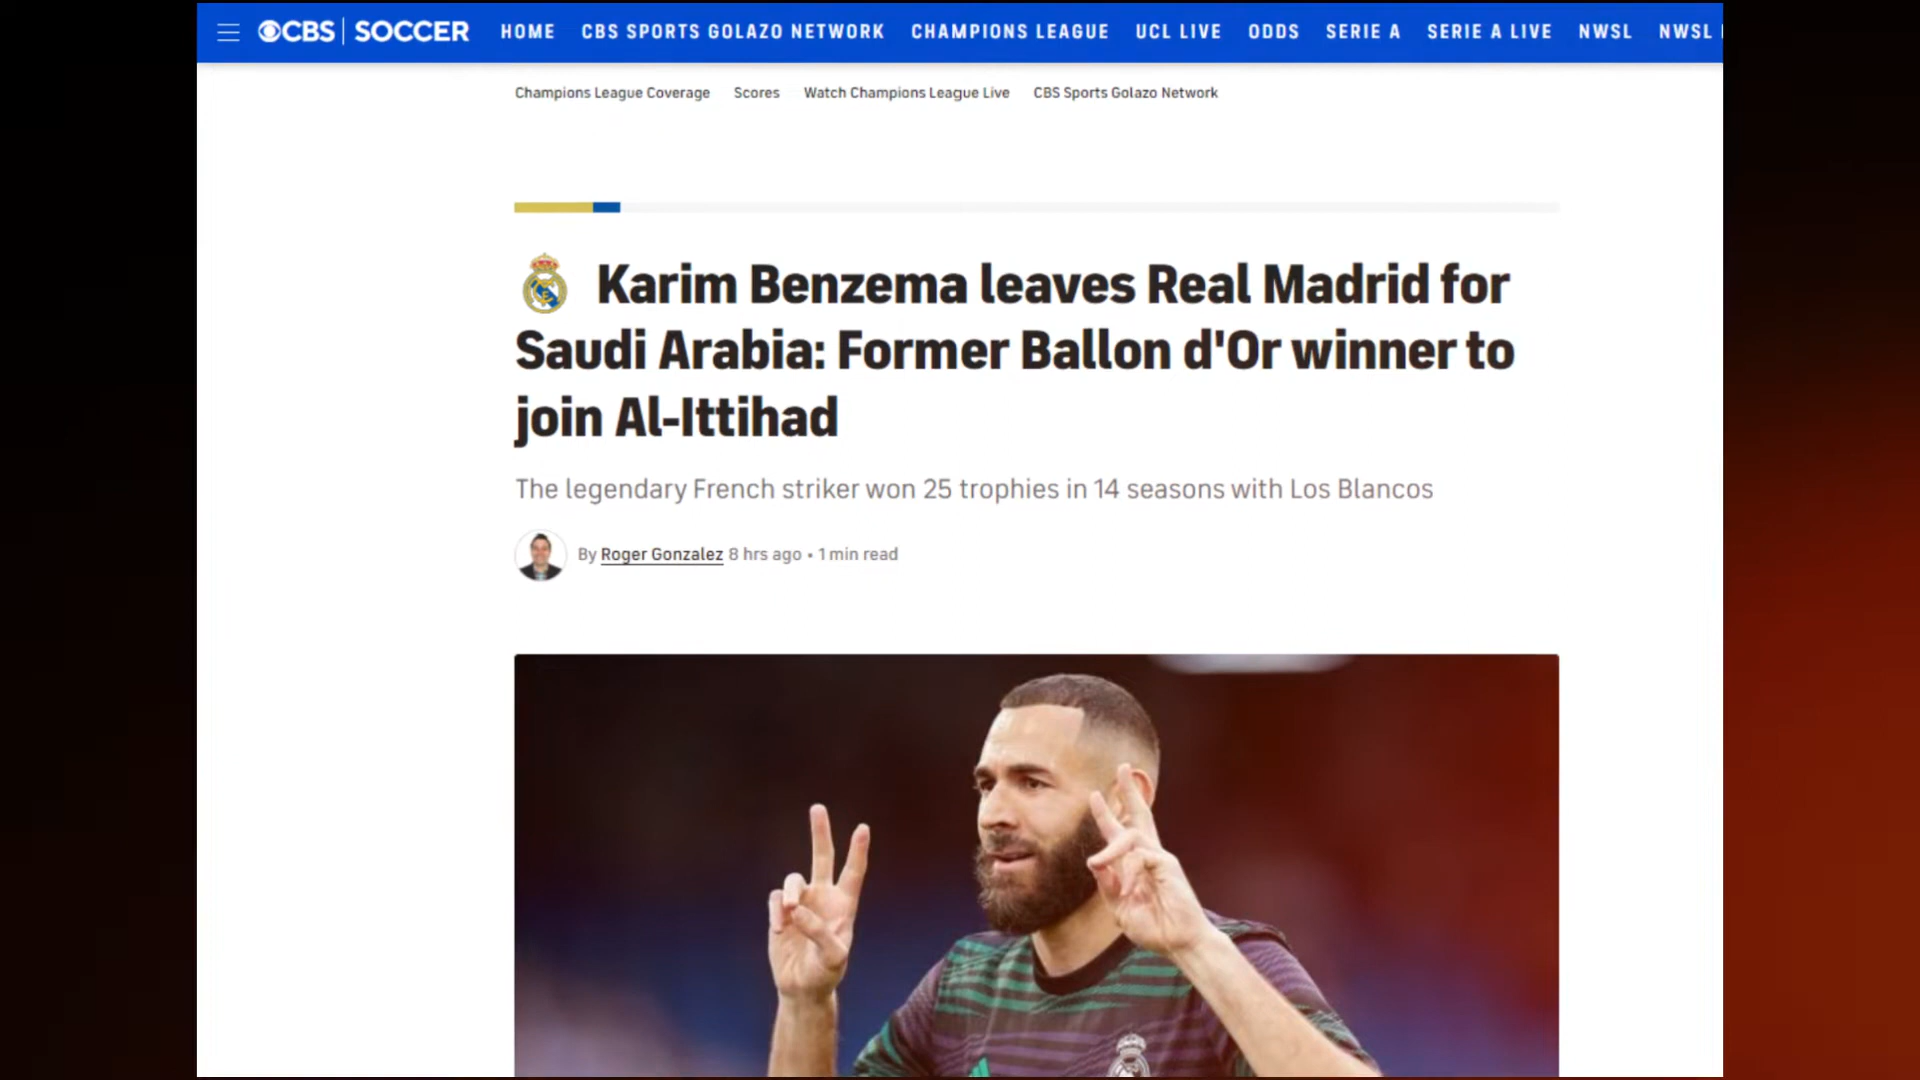 CBS SOCCER HOME CBS SPORTS GOLAZO NETWORK CHAMPIONS LEAGUE UCL LIVE ODDS SERIE A SERIE A LIVE NWSL NWSL
Champions League Coverage Scores Watch Champions League Live CBS Sports Golazo Network
Karim Benzema leaves Real Madrid for
Saudi Arabia: Former Ballon d'Or winner to
join Al-Ittihad
The legendary French striker won 25 trophies in 14 seasons with Los Blancos
By Roger Gonzalez 8 hrs ago • 1 min read